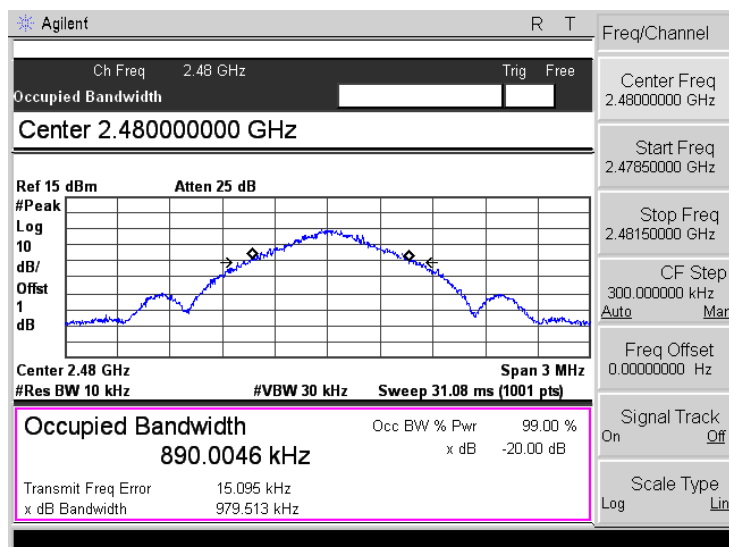 Agilent R T
Ch Freq 2.48 GHz Trig Free
Occupied Bandwidth
Center 2.480000000 GHz
Ref 15 dBm Atten 25 dB
#Peak
Log
10
dB/
Offst
1
dB
Center 2.48 GHz Span 3 MHz
#Res BW 10 kHz #VBW 30 kHz Sweep 31.08 ms (1001 pts)
Occupied Bandwidth Occ BW % Pwr 99.00 %
890.0046 kHz x dB -20.00 dB
Transmit Freq Error 15.095 kHz
x dB Bandwidth 979.513 kHz
Freq/Channel
Center Freq
2.48000000 GHz
Start Freq
2.47850000 GHz
Stop Freq
2.48150000 GHz
CF Step
300.000000 kHz
Auto Mar
Freq Offset
0.00000000 Hz
Signal Track
On Off
Scale Type
Log Lin